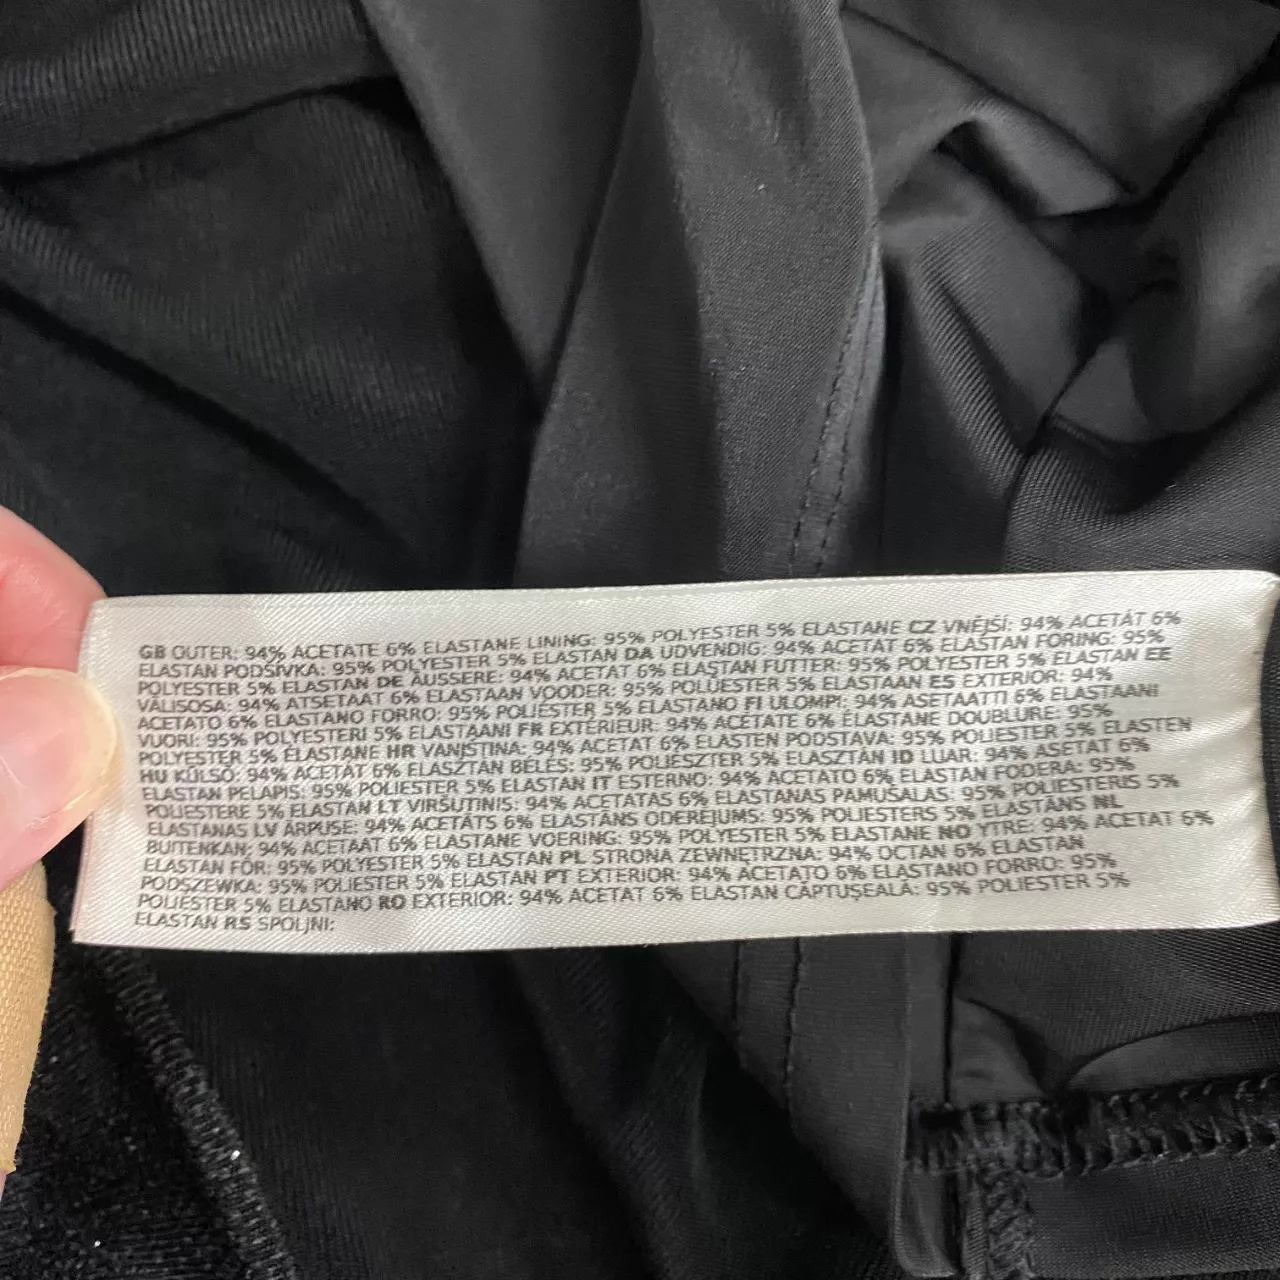 GB OUTER: 94% ACETATE 6% ELASTANE LINING: 95% POLYESTER 5% ELASTANE CZ VNĚJŠÍ: 94% ACETÁT 6%
ELASTAN PODŠÍVKA: 95% POLYESTER 5% ELASTAN DA UDVENDIG: 94% ACETAT 6% ELASTAN FORING: 95%
POLYESTER 5% ELASTAN DE ÄUSSERE: 94% ACETAT 6% ELASTAN FUTTER: 95% POLYESTER 5% ELASTAN EE
VÄLISOSA: 94% ATSETAAT 6% ELASTAAN VOODER: 95% POLÜESTER 5% ELASTAAN ES EXTERIOR: 94%
ACETATO 6% ELASTANO FORRO: 95% POLIÉSTER 5% ELASTANO FI ULOMPI: 94% ASETAATTI 6% ELASTAANI
VUORI: 95% POLYESTERI 5% ELASTAANI FR EXTÉRIEUR: 94% ACÉTATE 6% ÉLASTANE DOUBLURE: 95%
POLYESTER 5% ÉLASTANE HR VANJSTINA: 94% ACETAT 6% ELASTEN PODSTAVA: 95% POLIESTER 5% ELASTEN
HU KÜLSŐ: 94% ACETÁT 6% ELASZTÁN BÉLÉS: 95% POLIÉSZTER 5% ELASZTÁN ID LUAR: 94% ASETAT 6%
ELASTAN PELAPIS: 95% POLIESTER 5% ELASTAN IT ESTERNO: 94% ACETATO 6% ELASTAN FODERA: 95%
POLIESTERE 5% ELASTAN LT VIRŠUTINIS: 94% ACETATAS 6% ELASTANAS PAMUŠALAS: 95% POLIESTERIS 5%
ELASTANAS LV ĀRPUSE: 94% ACETĀTS 6% ELASTĀNS ODERĒJUMS: 95% POLIESTERS 5% ELASTĀNS NL
BUITENKAN: 94% ACETAAT 6% ELASTANE VOERING: 95% POLYESTER 5% ELASTANE NO YTRE: 94% ACETAT 6%
ELASTAN FÔR: 95% POLYESTER 5% ELASTAN PL STRONA ZEWNĘTRZNA: 94% OCTAN 6% ELASTAN
PODSZEWKA: 95% POLIESTER 5% ELASTAN PT EXTERIOR: 94% ACETATO 6% ELASTANO FORRO: 95%
POLIESTER 5% ELASTANO RO EXTERIOR: 94% ACETAT 6% ELASTAN CĂPTUȘEALĂ: 95% POLIESTER 5%
ELASTAN RS SPOLJNI: